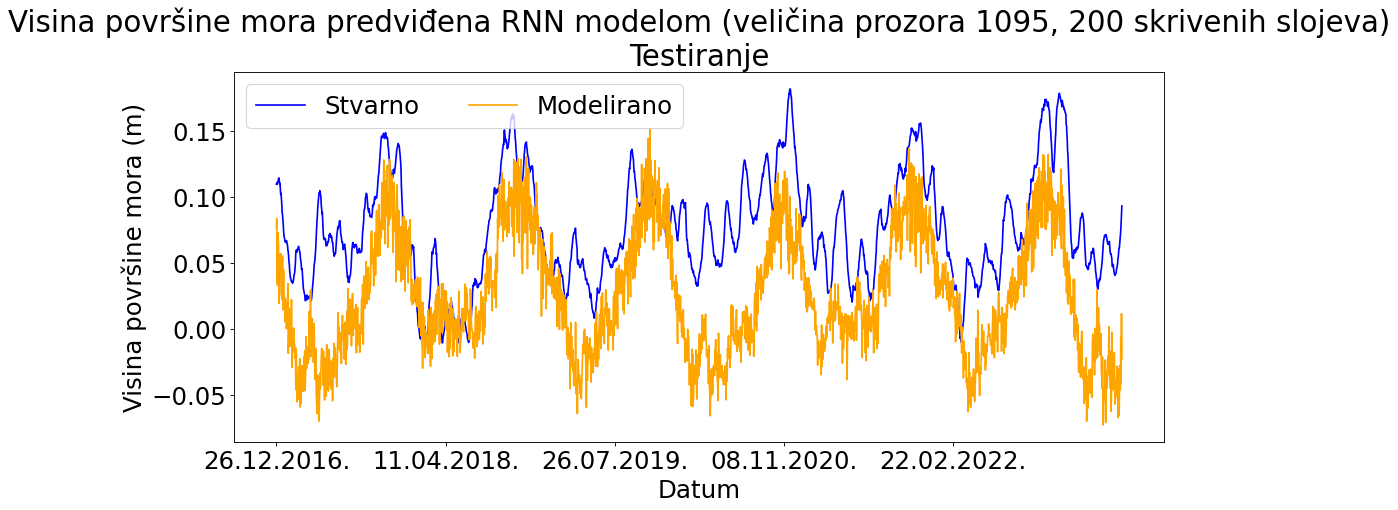 Visina površine mora predviđena RNN modelom (veličina prozora 1095, 200 skrivenih slojeva)
Testiranje
Stvarno
Modelirano
Visina površine mora (m)
0.15
0.10
0.05
0.00
−0.05
26.12.2016.
11.04.2018.
26.07.2019.
08.11.2020.
22.02.2022.
Datum